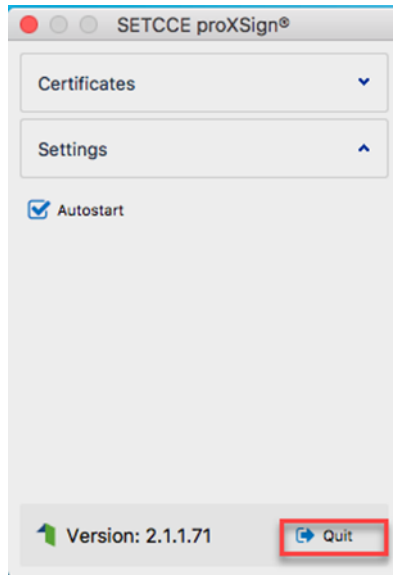 SETCCE proXSign®
Certificates
Settings
Autostart
Version: 2.1.1.71
Quit